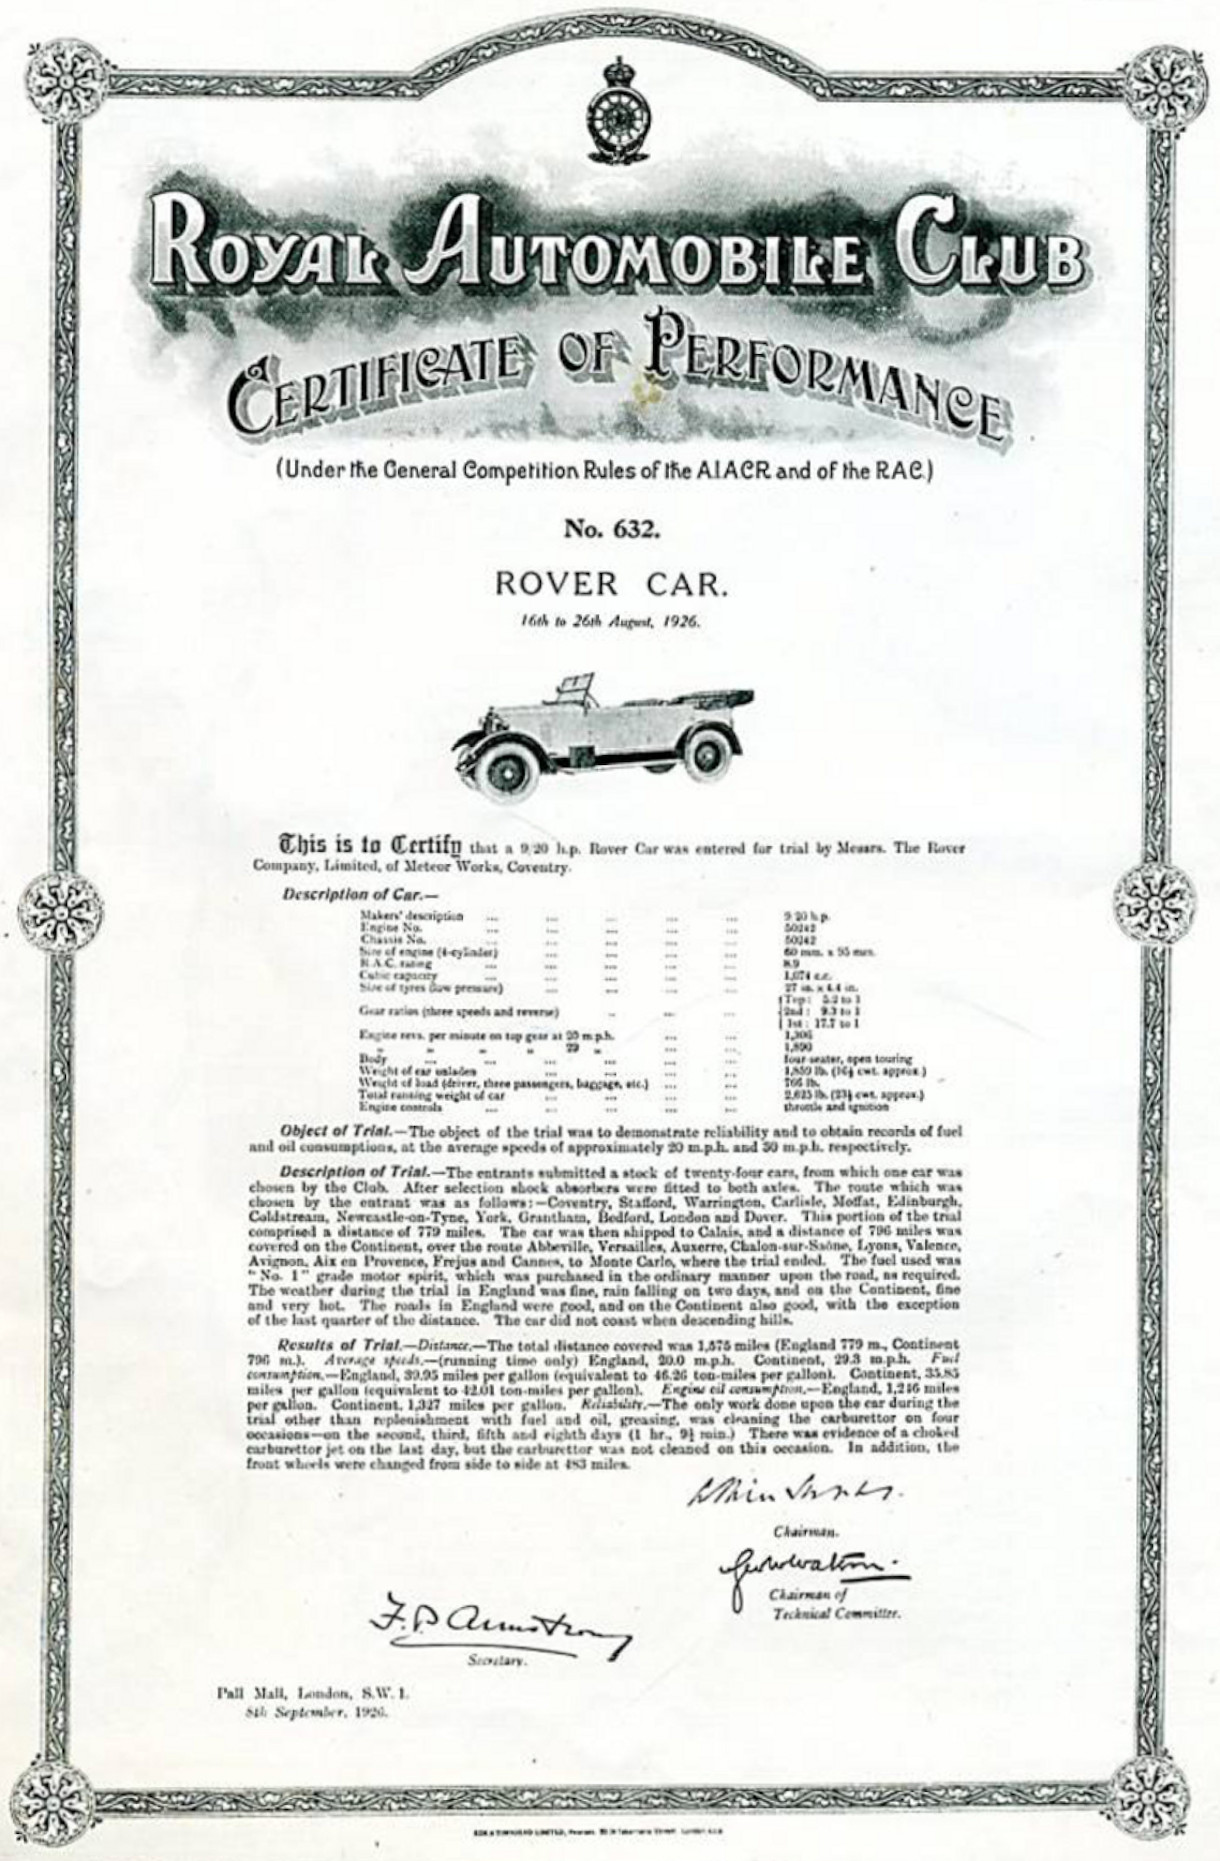 ROYAL AUTOMOBILE CLUB
CERTIFICATE OF PERFORMANCE
(Under the General Competition Rules of the A.I.A.C.R. and of the R.A.C.)
No. 632.
ROVER CAR.
16th to 26th August, 1926.
This is to Certify that a 9/20 h.p. Rover Car was entered for trial by Messrs. The Rover
Company, Limited, of Meteor Works, Coventry.
Description of Car.—
Makers' description ... ... ... ... ... 9/20 h.p.
Engine No. ... ... ... ... ... 50242
Chassis No. ... ... ... ... ... 50242
Size of engine (4-cylinder) ... ... ... ... 60 mm. x 95 mm.
R.A.C. rating ... ... ... ... ... 8.9
Cubic capacity ... ... ... ... ... 1,074 c.c.
Size of tyres (low pressure) ... ... ... ... 27 in. x 4.4 in.
Top: 5.2 to 1
Gear ratios (three speeds and reverse) ... ... ... 2nd: 9.3 to 1
1st: 17.7 to 1
Engine revs. per minute on top gear at 20 m.p.h. ... ... 1,306
" " " " 29 " ... ... 1,890
Body ... ... ... ... ... four-seater, open touring
Weight of car unladen ... ... ... ... 1,859 lb. (16½ cwt. approx.)
Weight of load (driver, three passengers, baggage, etc.) ... ... 766 lb.
Total running weight of car ... ... ... ... 2,625 lb. (23½ cwt. approx.)
Engine controls ... ... ... ... ... throttle and ignition
Object of Trial.—The object of the trial was to demonstrate reliability and to obtain records of fuel
and oil consumptions, at the average speeds of approximately 20 m.p.h. and 30 m.p.h. respectively.
Description of Trial.—The entrants submitted a stock of twenty-four cars, from which one car was
chosen by the Club. After selection shock absorbers were fitted to both axles. The route which was
chosen by the entrant was as follows:—Coventry, Stafford, Warrington, Carlisle, Moffat, Edinburgh,
Coldstream, Newcastle-on-Tyne, York, Grantham, Bedford, London and Dover. This portion of the trial
comprised a distance of 779 miles. The car was then shipped to Calais, and a distance of 796 miles was
covered on the Continent, over the route Abbeville, Versailles, Auxerre, Chalon-sur-Saône, Lyons, Valence,
Avignon, Aix en Provence, Frejus and Cannes, to Monte Carlo, where the trial ended. The fuel used was
"No. 1" grade motor spirit, which was purchased in the ordinary manner upon the road, as required.
The weather during the trial in England was fine, rain falling on two days, and on the Continent, fine
and very hot. The roads in England were good, and on the Continent also good, with the exception
of the last quarter of the distance. The car did not coast when descending hills.
Results of Trial.—Distance.—The total distance covered was 1,575 miles (England 779 m., Continent
796 m.). Average speeds.—(running time only) England, 20.0 m.p.h. Continent, 29.3 m.p.h. Fuel
consumption.—England, 39.95 miles per gallon (equivalent to 46.26 ton-miles per gallon). Continent, 35.85
miles per gallon (equivalent to 42.01 ton-miles per gallon). Engine oil consumption.—England, 1,246 miles
per gallon. Continent, 1,327 miles per gallon. Reliability.—The only work done upon the car during the
trial other than replenishment with fuel and oil, greasing, was cleaning the carburettor on four
occasions—on the second, third, fifth and eighth days (1 hr., 9½ min.) There was evidence of a choked
carburettor jet on the last day, but the carburettor was not cleaned on this occasion. In addition, the
front wheels were changed from side to side at 483 miles.
Chairman.
Chairman of
Technical Committee.
F.P. Armstrong
Secretary.
Pall Mall, London, S.W. 1.
8th September, 1926.